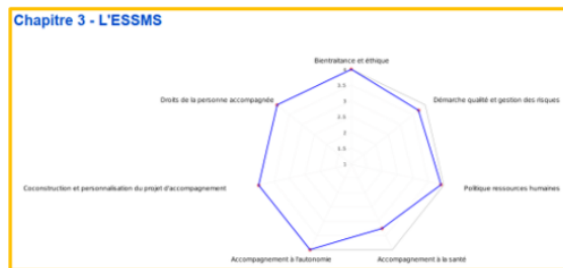 Chapitre 3 - L'ESSMS
Bientraitance et éthique
4
Droits de la personne accompagnée
Démarche qualité et gestion des risques
3.5
3
2.5
2
1.5
1
Coconstruction et personnalisation du projet d'accompagnement
Politique ressources humaines
Accompagnement à l'autonomie
Accompagnement à la santé